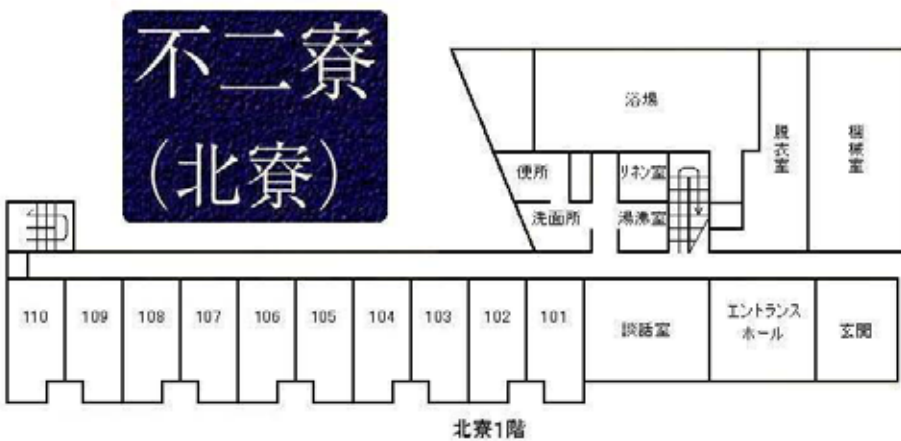 不二寮
(北寮)
浴場
脱衣室
機械室
便所
リネン室
洗面所
湯沸室
110
109
108
107
106
105
104
103
102
101
談話室
エントランス
ホール
玄関
北寮1階